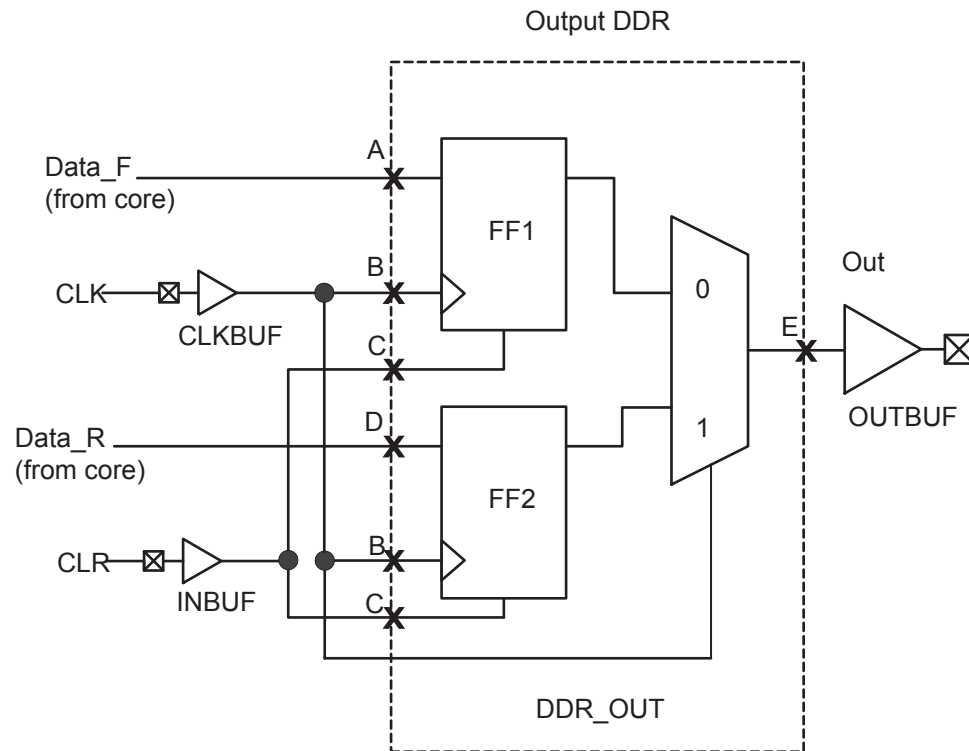 Output DDR
A
Data_F
(from core)
FF1
B
CLK
CLKBUF
C
0
Out
E
OUTBUF
D
Data_R
(from core)
1
FF2
B
CLR
INBUF
C
DDR_OUT